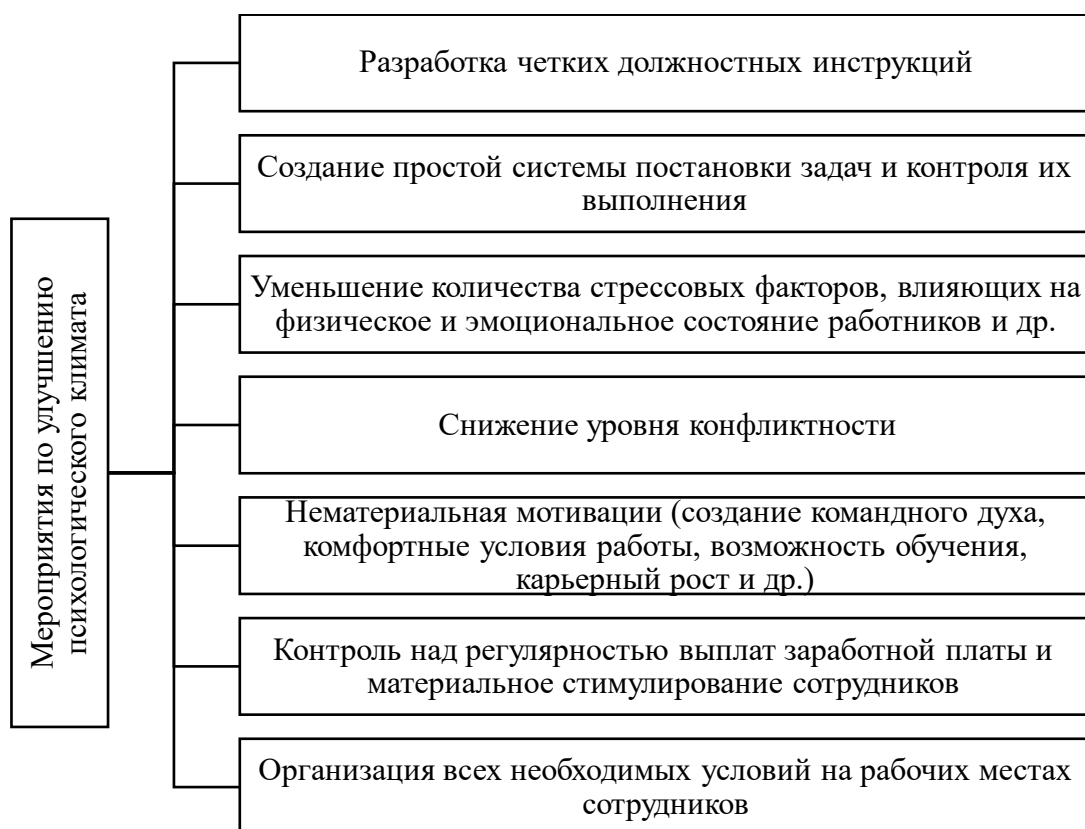 Мероприятия по улучшению
психологического климата
Разработка четких должностных инструкций
Создание простой системы постановки задач и контроля их
выполнения
Уменьшение количества стрессовых факторов, влияющих на
физическое и эмоциональное состояние работников и др.
Снижение уровня конфликтности
Нематериальная мотивации (создание командного духа,
комфортные условия работы, возможность обучения,
карьерный рост и др.)
Контроль над регулярностью выплат заработной платы и
материальное стимулирование сотрудников
Организация всех необходимых условий на рабочих местах
сотрудников